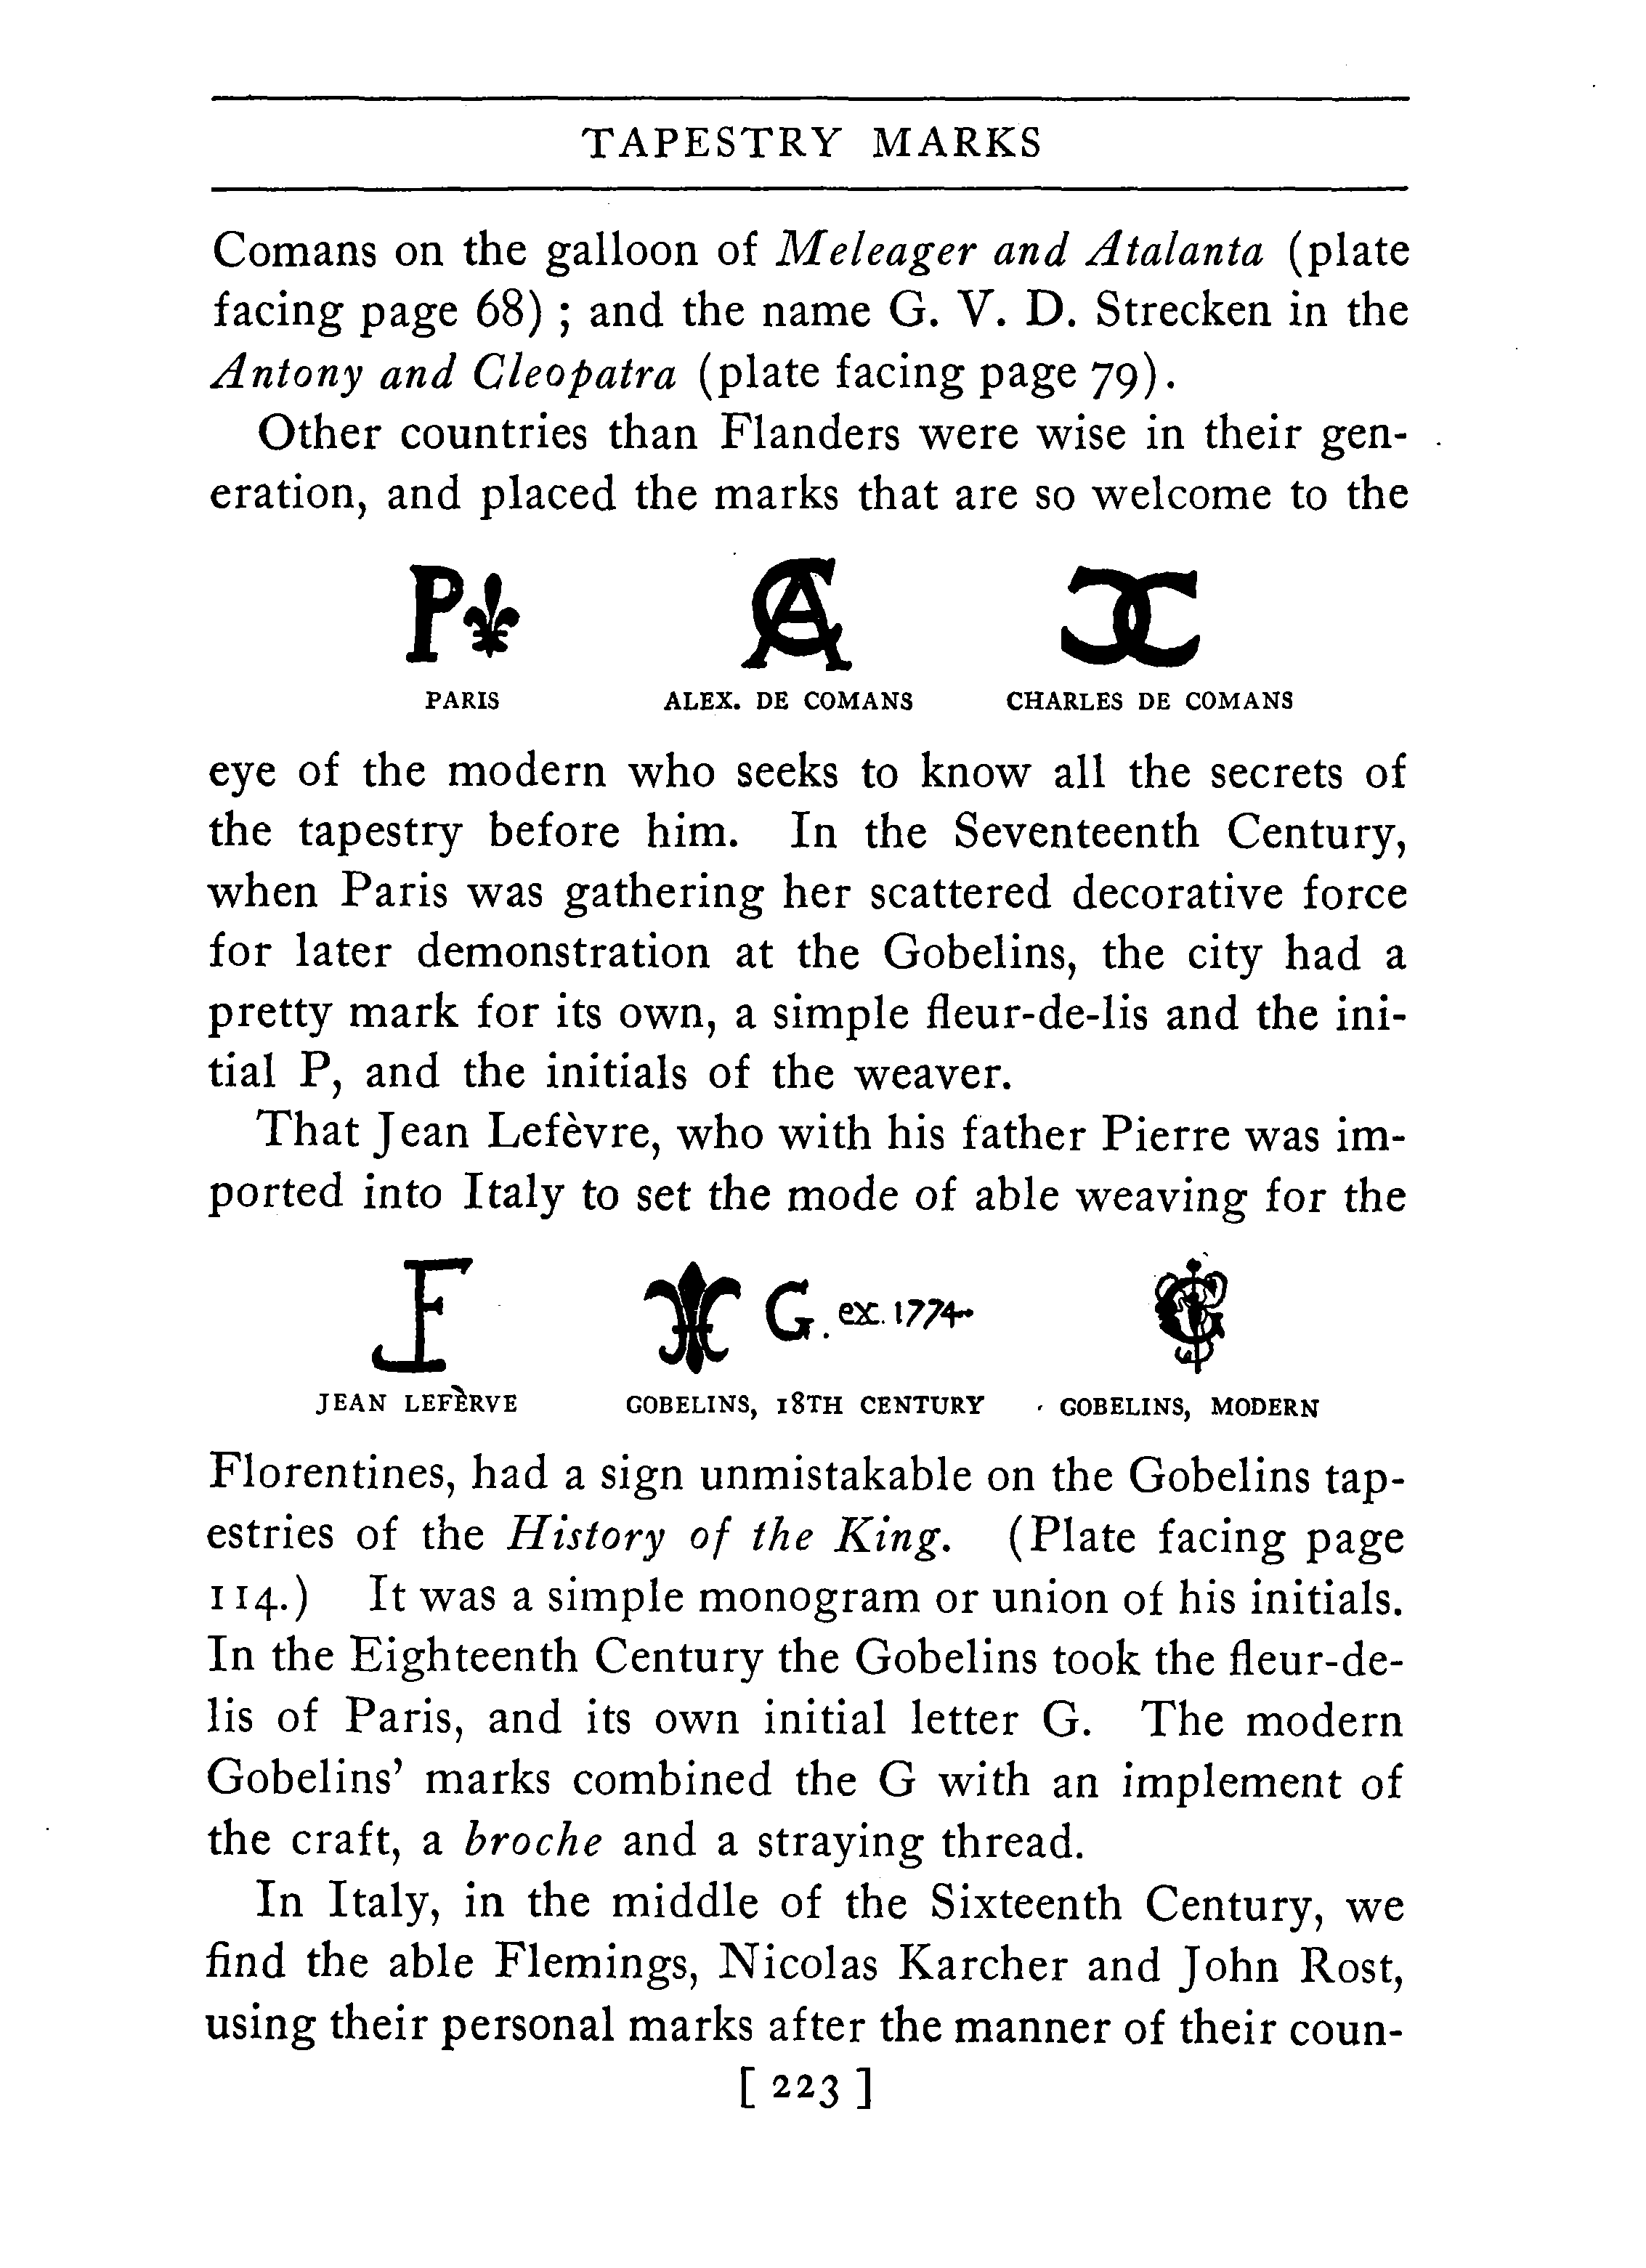 TAPESTRY MARKS
Comans on the galloon of Meleager and Atalanta (plate
facing page 68) ; and the name G. V. D. Strecken in the
Antony and Cleopatra (plate facing page 79).
Other countries than Flanders were wise in their gen-
eration, and placed the marks that are so welcome to the
P
PARIS ALEX. DE COMANS CHARLES DE COMANS
eye of the modern who seeks to know all the secrets of
the tapestry before him. In the Seventeenth Century,
when Paris was gathering her scattered decorative force
for later demonstration at the Gobelins, the city had a
pretty mark for its own, a simple fleur-de-lis and the ini-
tial P, and the initials of the weaver.
That Jean Lefèvre, who with his father Pierre was im-
ported into Italy to set the mode of able weaving for the
G. ex. 1774
JEAN LEFÈRVE GOBELINS, 18TH CENTURY GOBELINS, MODERN
Florentines, had a sign unmistakable on the Gobelins tap-
estries of the History of the King. (Plate facing page
114.) It was a simple monogram or union of his initials.
In the Eighteenth Century the Gobelins took the fleur-de-
lis of Paris, and its own initial letter G. The modern
Gobelins' marks combined the G with an implement of
the craft, a broche and a straying thread.
In Italy, in the middle of the Sixteenth Century, we
find the able Flemings, Nicolas Karcher and John Rost,
using their personal marks after the manner of their coun-
[ 223 ]